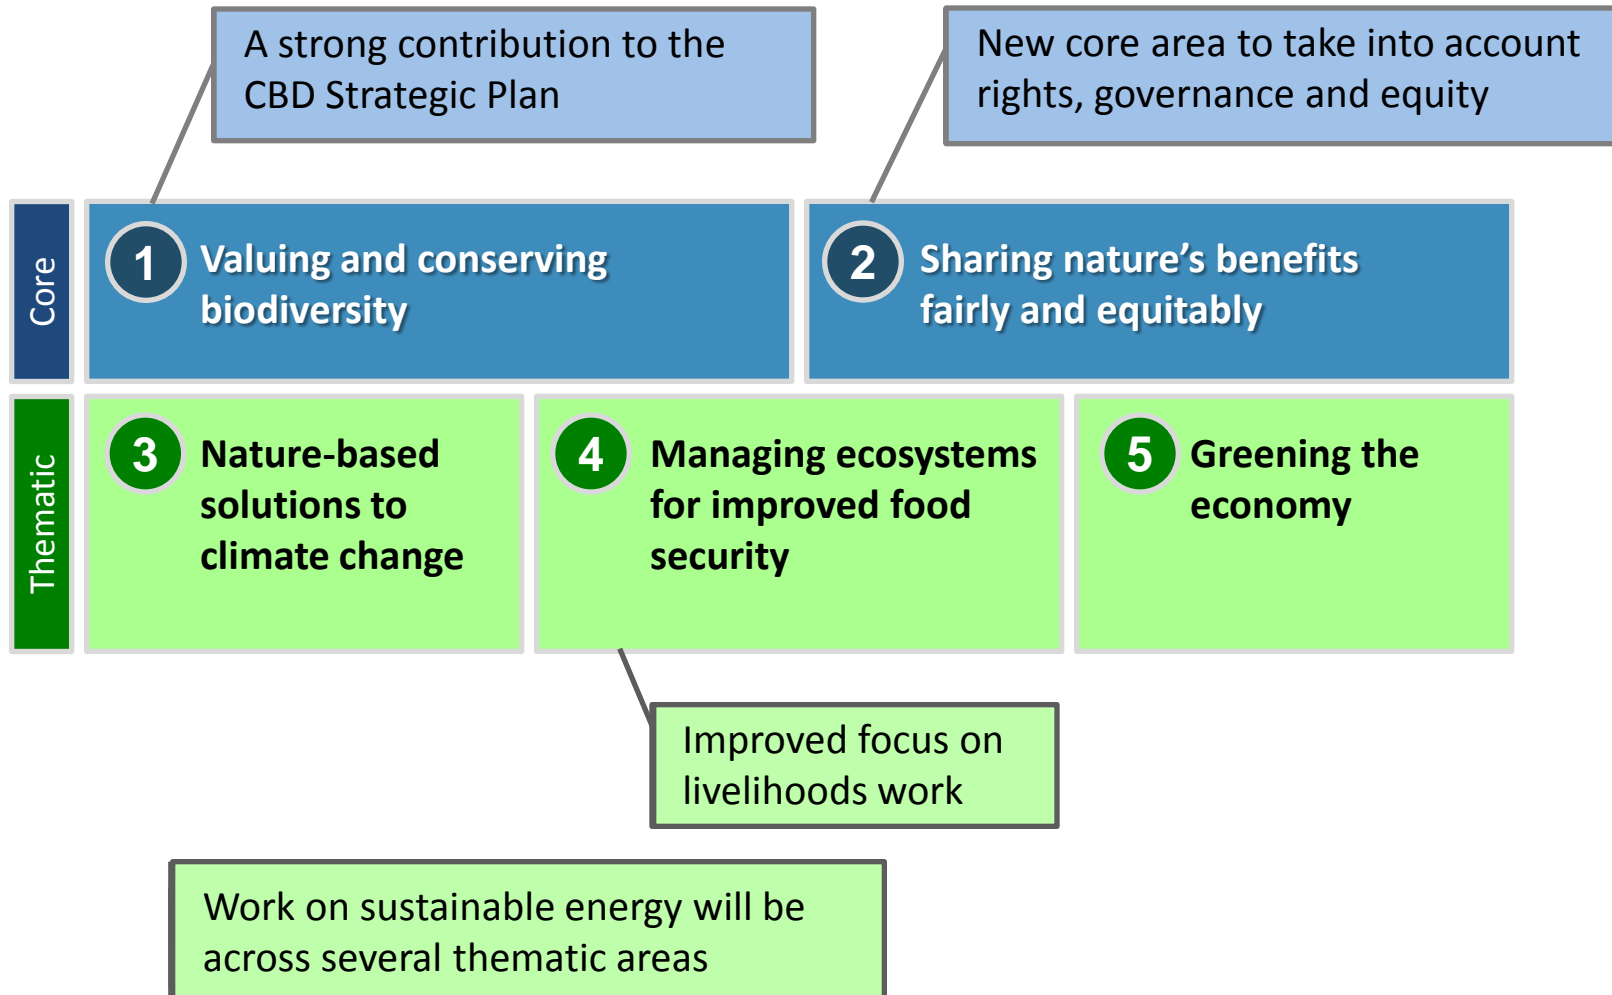 A strong contribution to the
CBD Strategic Plan
New core area to take into account
rights, governance and equity
Core
1
Valuing and conserving
biodiversity
2
Sharing nature’s benefits
fairly and equitably
Thematic
3
Nature-based
solutions to
climate change
4
Managing ecosystems
for improved food
security
5
Greening the
economy
Improved focus on
livelihoods work
Work on sustainable energy will be
across several thematic areas